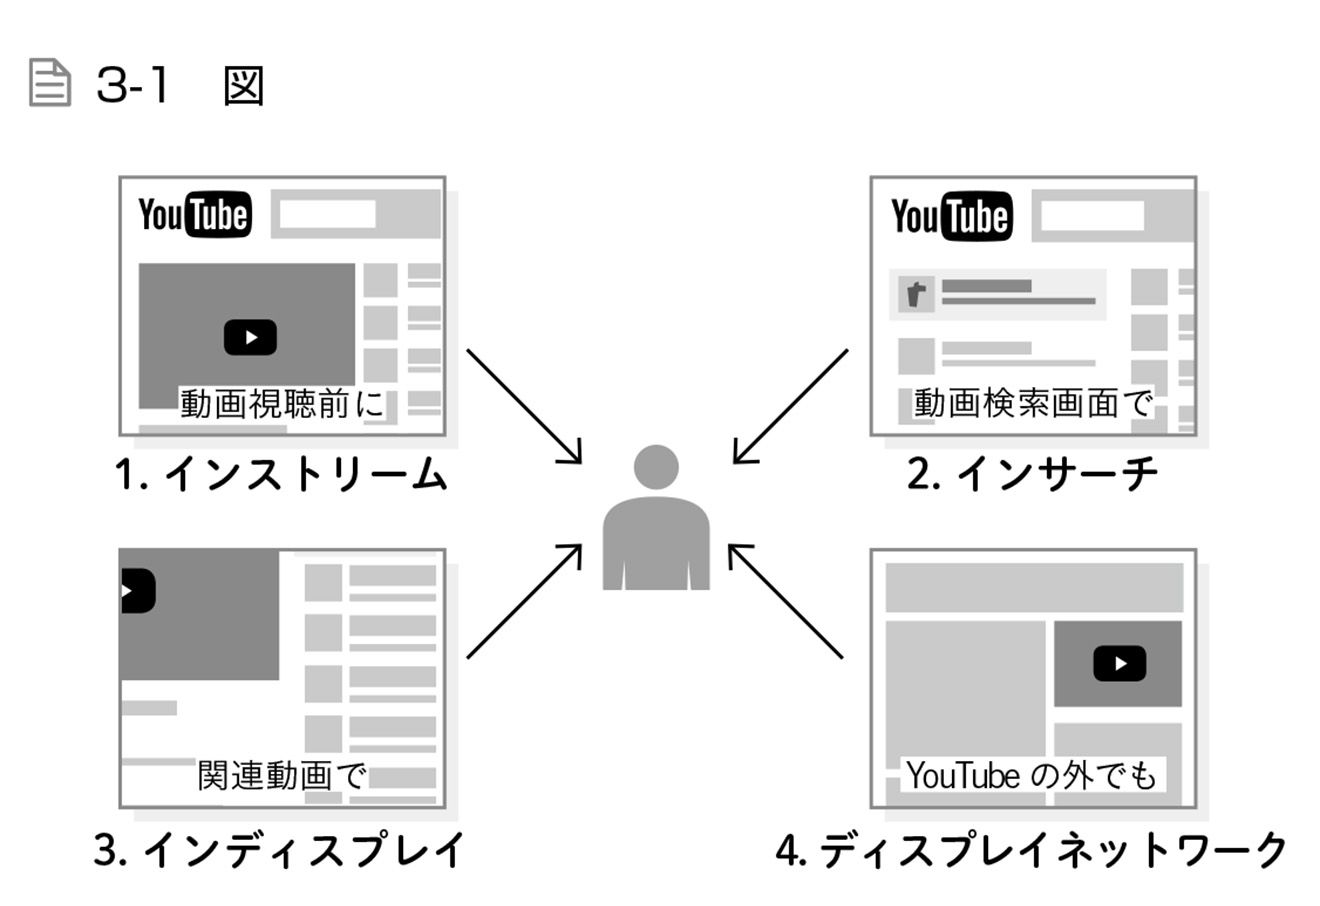 3-1 図
YouTube
動画視聴前に
1. インストリーム
YouTube
動画検索画面で
2. インサーチ
関連動画で
3. インディスプレイ
YouTube の外でも
4. ディスプレイネットワーク